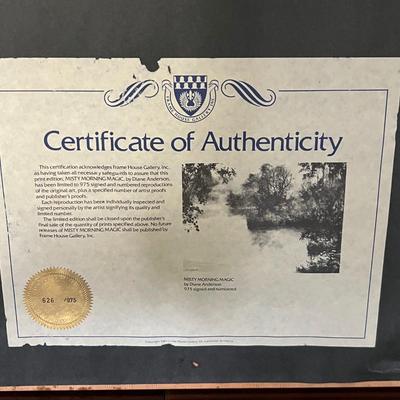 FRAME HOUSE GALLERY INC.
Certificate of Authenticity
This certification acknowledges Frame House Gallery, Inc.
as having taken all necessary safeguards to assure that this
print edition, MISTY MORNING MAGIC, by Diane Anderson,
has been limited to 975 signed and numbered reproductions
of the original art, plus a specified number of artist proofs
and publisher's proofs.
Each reproduction has been individually inspected and
signed personally by the artist signifying its quality and
limited number.
The limited edition shall be closed upon the publisher's
final sale of the quantity of prints specified above. No future
releases of MISTY MORNING MAGIC shall be published by
Frame House Gallery, Inc.
MISTY MORNING MAGIC
by Diane Anderson
975 signed and numbered
626 /975